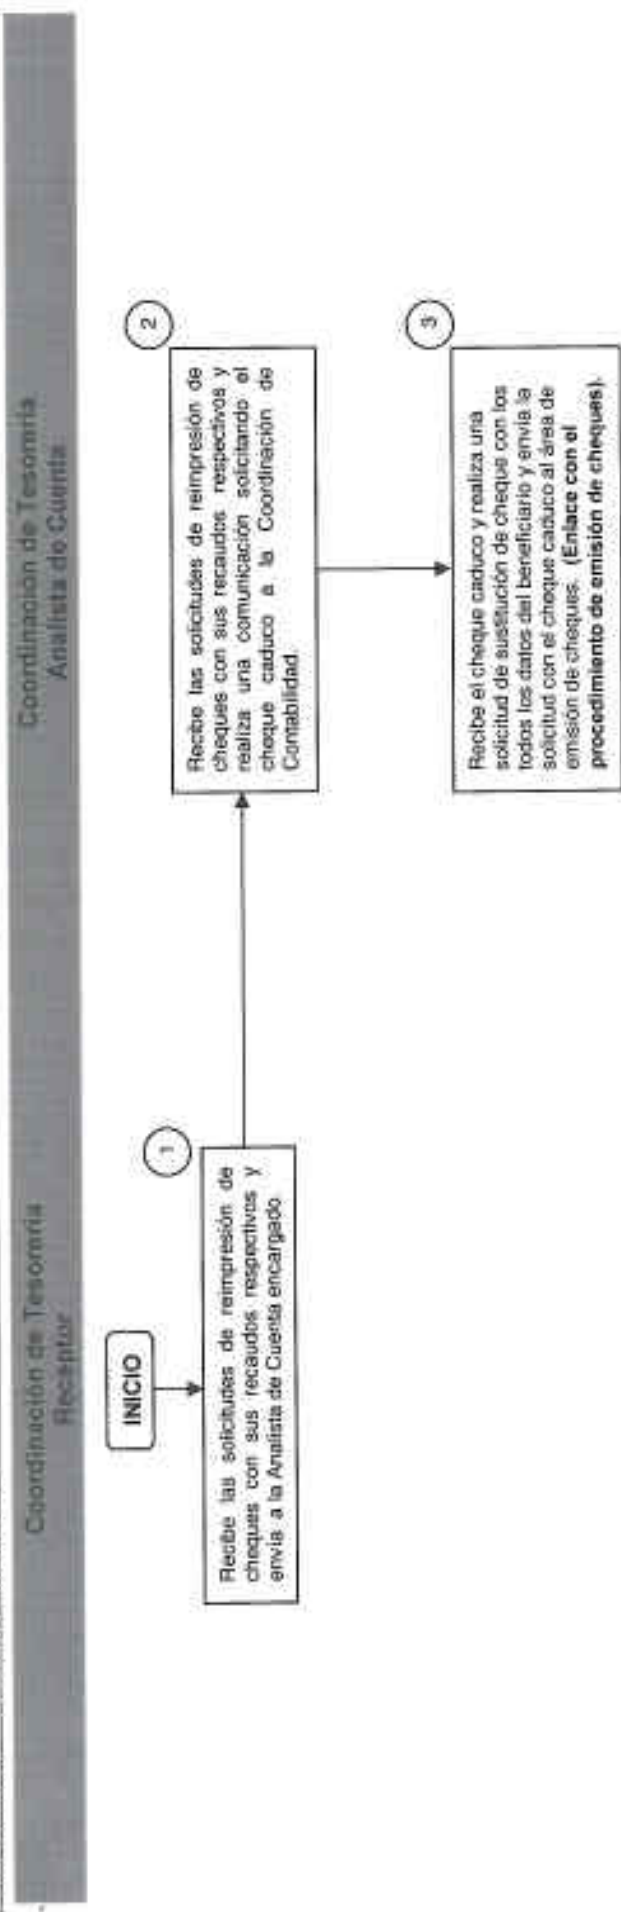 Coordinación de Tesorería
Receptor
Coordinación de Tesorería
Analista de Cuenta
INICIO
1
Recibe las solicitudes de reimpresión de
cheques con sus recaudos respectivos y
envía a la Analista de Cuenta encargado
2
Recibe las solicitudes de reimpresión de
cheques con sus recaudos respectivos y
realiza una comunicación solicitando el
cheque caduco a la Coordinación de
Contabilidad.
3
Recibe el cheque caduco y realiza una
solicitud de sustitución de cheque con los
todos los datos del beneficiario y envía la
solicitud con el cheque caduco al área de
emisión de cheques. (Enlace con el
procedimiento de emisión de cheques).